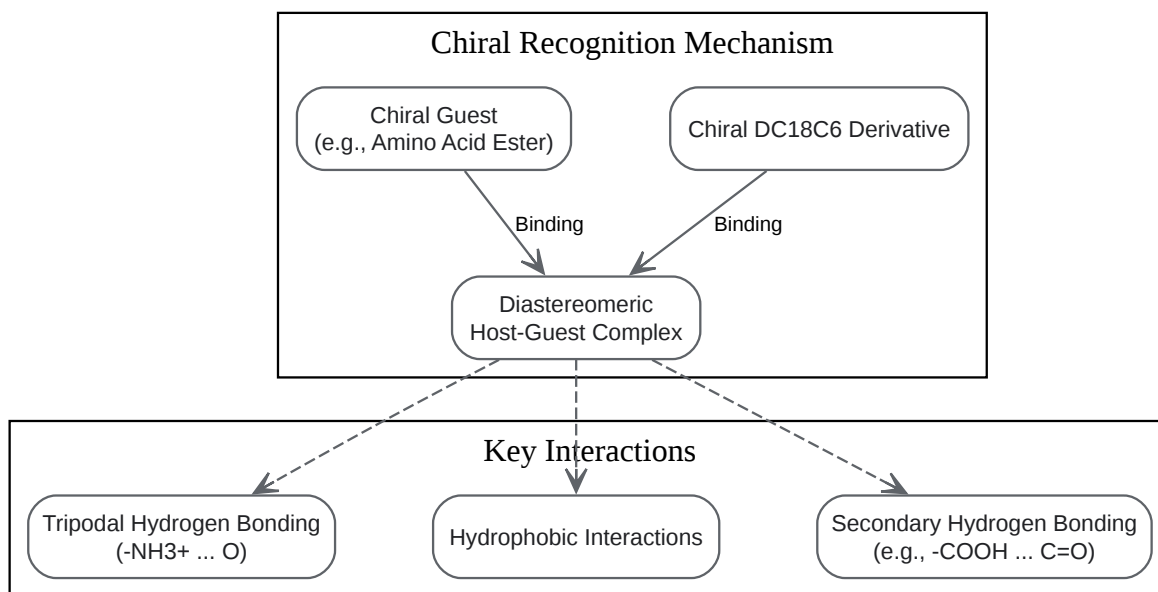 Chiral Recognition Mechanism
Chiral Guest
(e.g., Amino Acid Ester)
Chiral DC18C6 Derivative
Binding
Binding
Diastereomeric
Host-Guest Complex
Key Interactions
Tripodal Hydrogen Bonding
(-NH3+ ... O)
Hydrophobic Interactions
Secondary Hydrogen Bonding
(e.g., -COOH ... C=O)